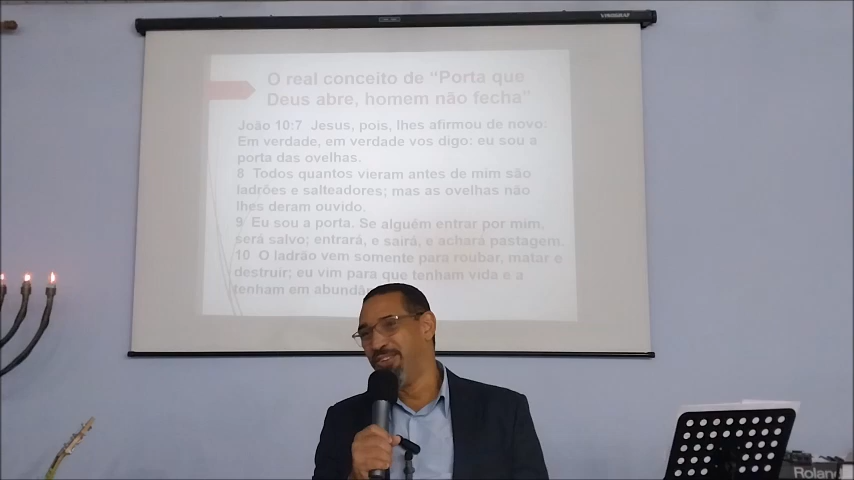 O real conceito de “Porta que
Deus abre, homem não fecha”
João 10:7 Jesus, pois, lhes afirmou de novo:
Em verdade, em verdade vos digo: eu sou a
porta das ovelhas.
8 Todos quantos vieram antes de mim são
ladrões e salteadores; mas as ovelhas não
lhes deram ouvido.
9 Eu sou a porta. Se alguém entrar por mim,
será salvo; entrará, e sairá, e achará pastagem.
10 O ladrão vem somente para roubar, matar e
destruir; eu vim para que tenham vida e a
tenham em
Roland